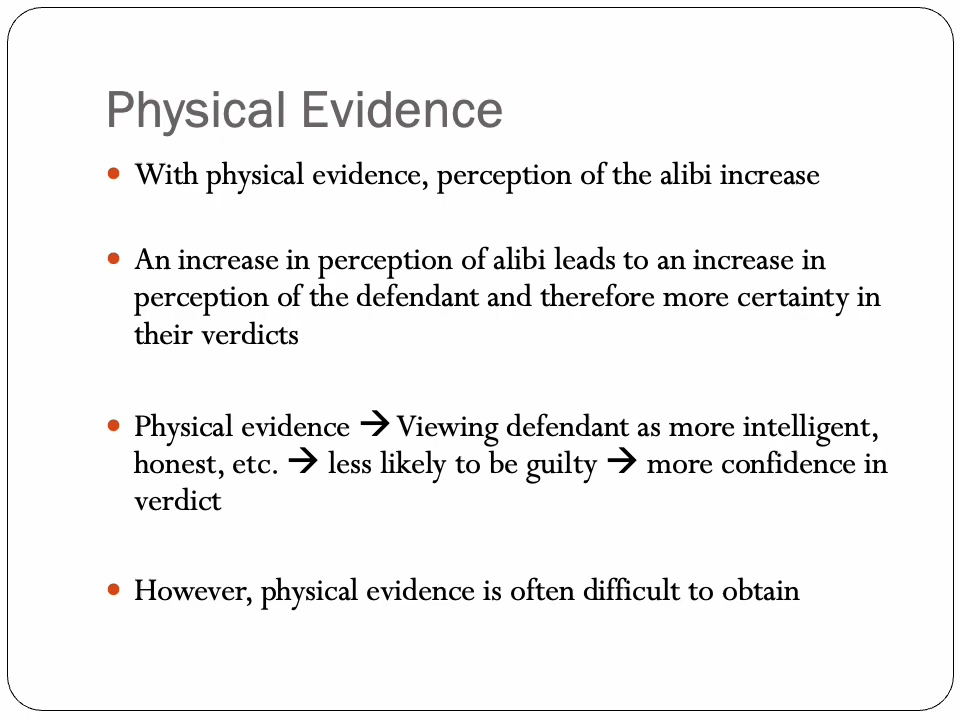 Physical Evidence
• With physical evidence, perception of the alibi increase
• An increase in perception of alibi leads to an increase in
perception of the defendant and therefore more certainty in
their verdicts
• Physical evidence → Viewing defendant as more intelligent,
honest, etc. → less likely to be guilty → more confidence in
verdict
• However, physical evidence is often difficult to obtain